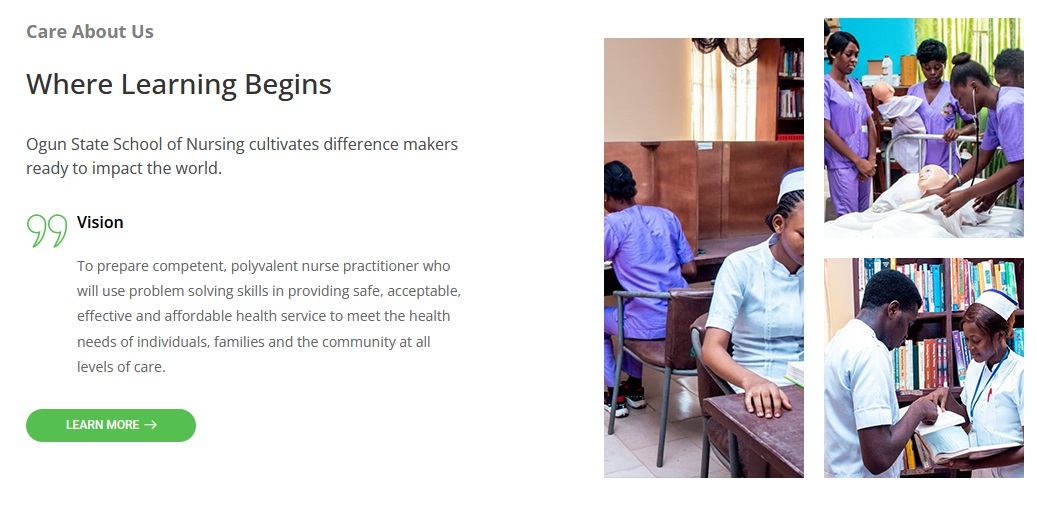 Care About Us
Where Learning Begins
Ogun State School of Nursing cultivates difference makers
ready to impact the world.
Vision
To prepare competent, polyvalent nurse practitioner who
will use problem solving skills in providing safe, acceptable,
effective and affordable health service to meet the health
needs of individuals, families and the community at all
levels of care.
LEARN MORE →